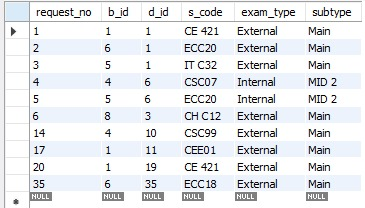 request_no b_id d_id s_code exam_type subtype
1 1 1 CE 421 External Main
2 6 1 ECC20 External Main
3 5 1 IT C32 External Main
4 4 6 CSC07 Internal MID 2
5 5 6 ECC20 Internal MID 2
6 8 3 CH C12 External Main
14 4 10 CSC99 External Main
17 1 11 CEE01 External Main
20 1 19 CE 421 External Main
35 6 35 ECC18 External Main
NULL NULL NULL NULL NULL NULL